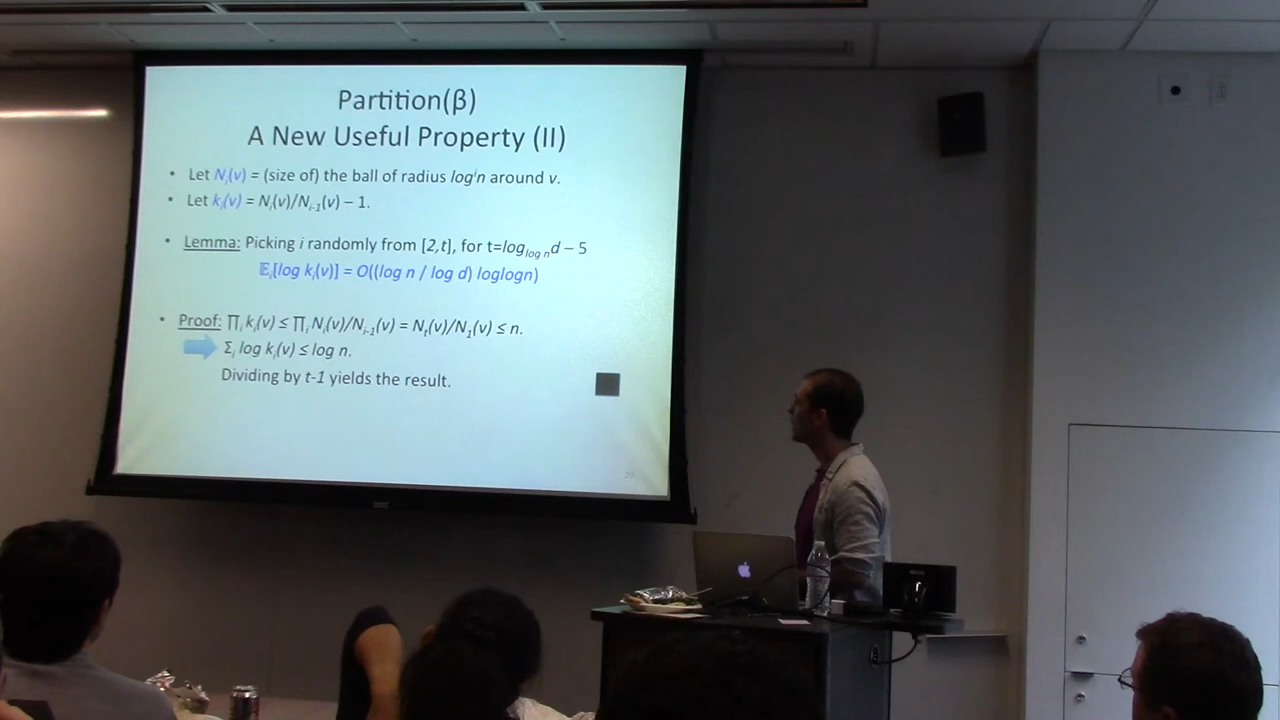 Partition(β)
A New Useful Property (II)
• Let Nᵢ(v) = (size of) the ball of radius logⁱn around v.
• Let kᵢ(v) = Nᵢ(v)/Nᵢ₋₁(v) – 1.
• Lemma: Picking i randomly from [2,t], for t=log_{log n}d – 5
𝔼ᵢ[log kᵢ(v)] = O((log n / log d) loglogn)
• Proof: ∏ᵢ kᵢ(v) ≤ ∏ᵢ Nᵢ(v)/Nᵢ₋₁(v) = Nₜ(v)/N₁(v) ≤ n.
Σᵢ log kᵢ(v) ≤ log n.
Dividing by t-1 yields the result.